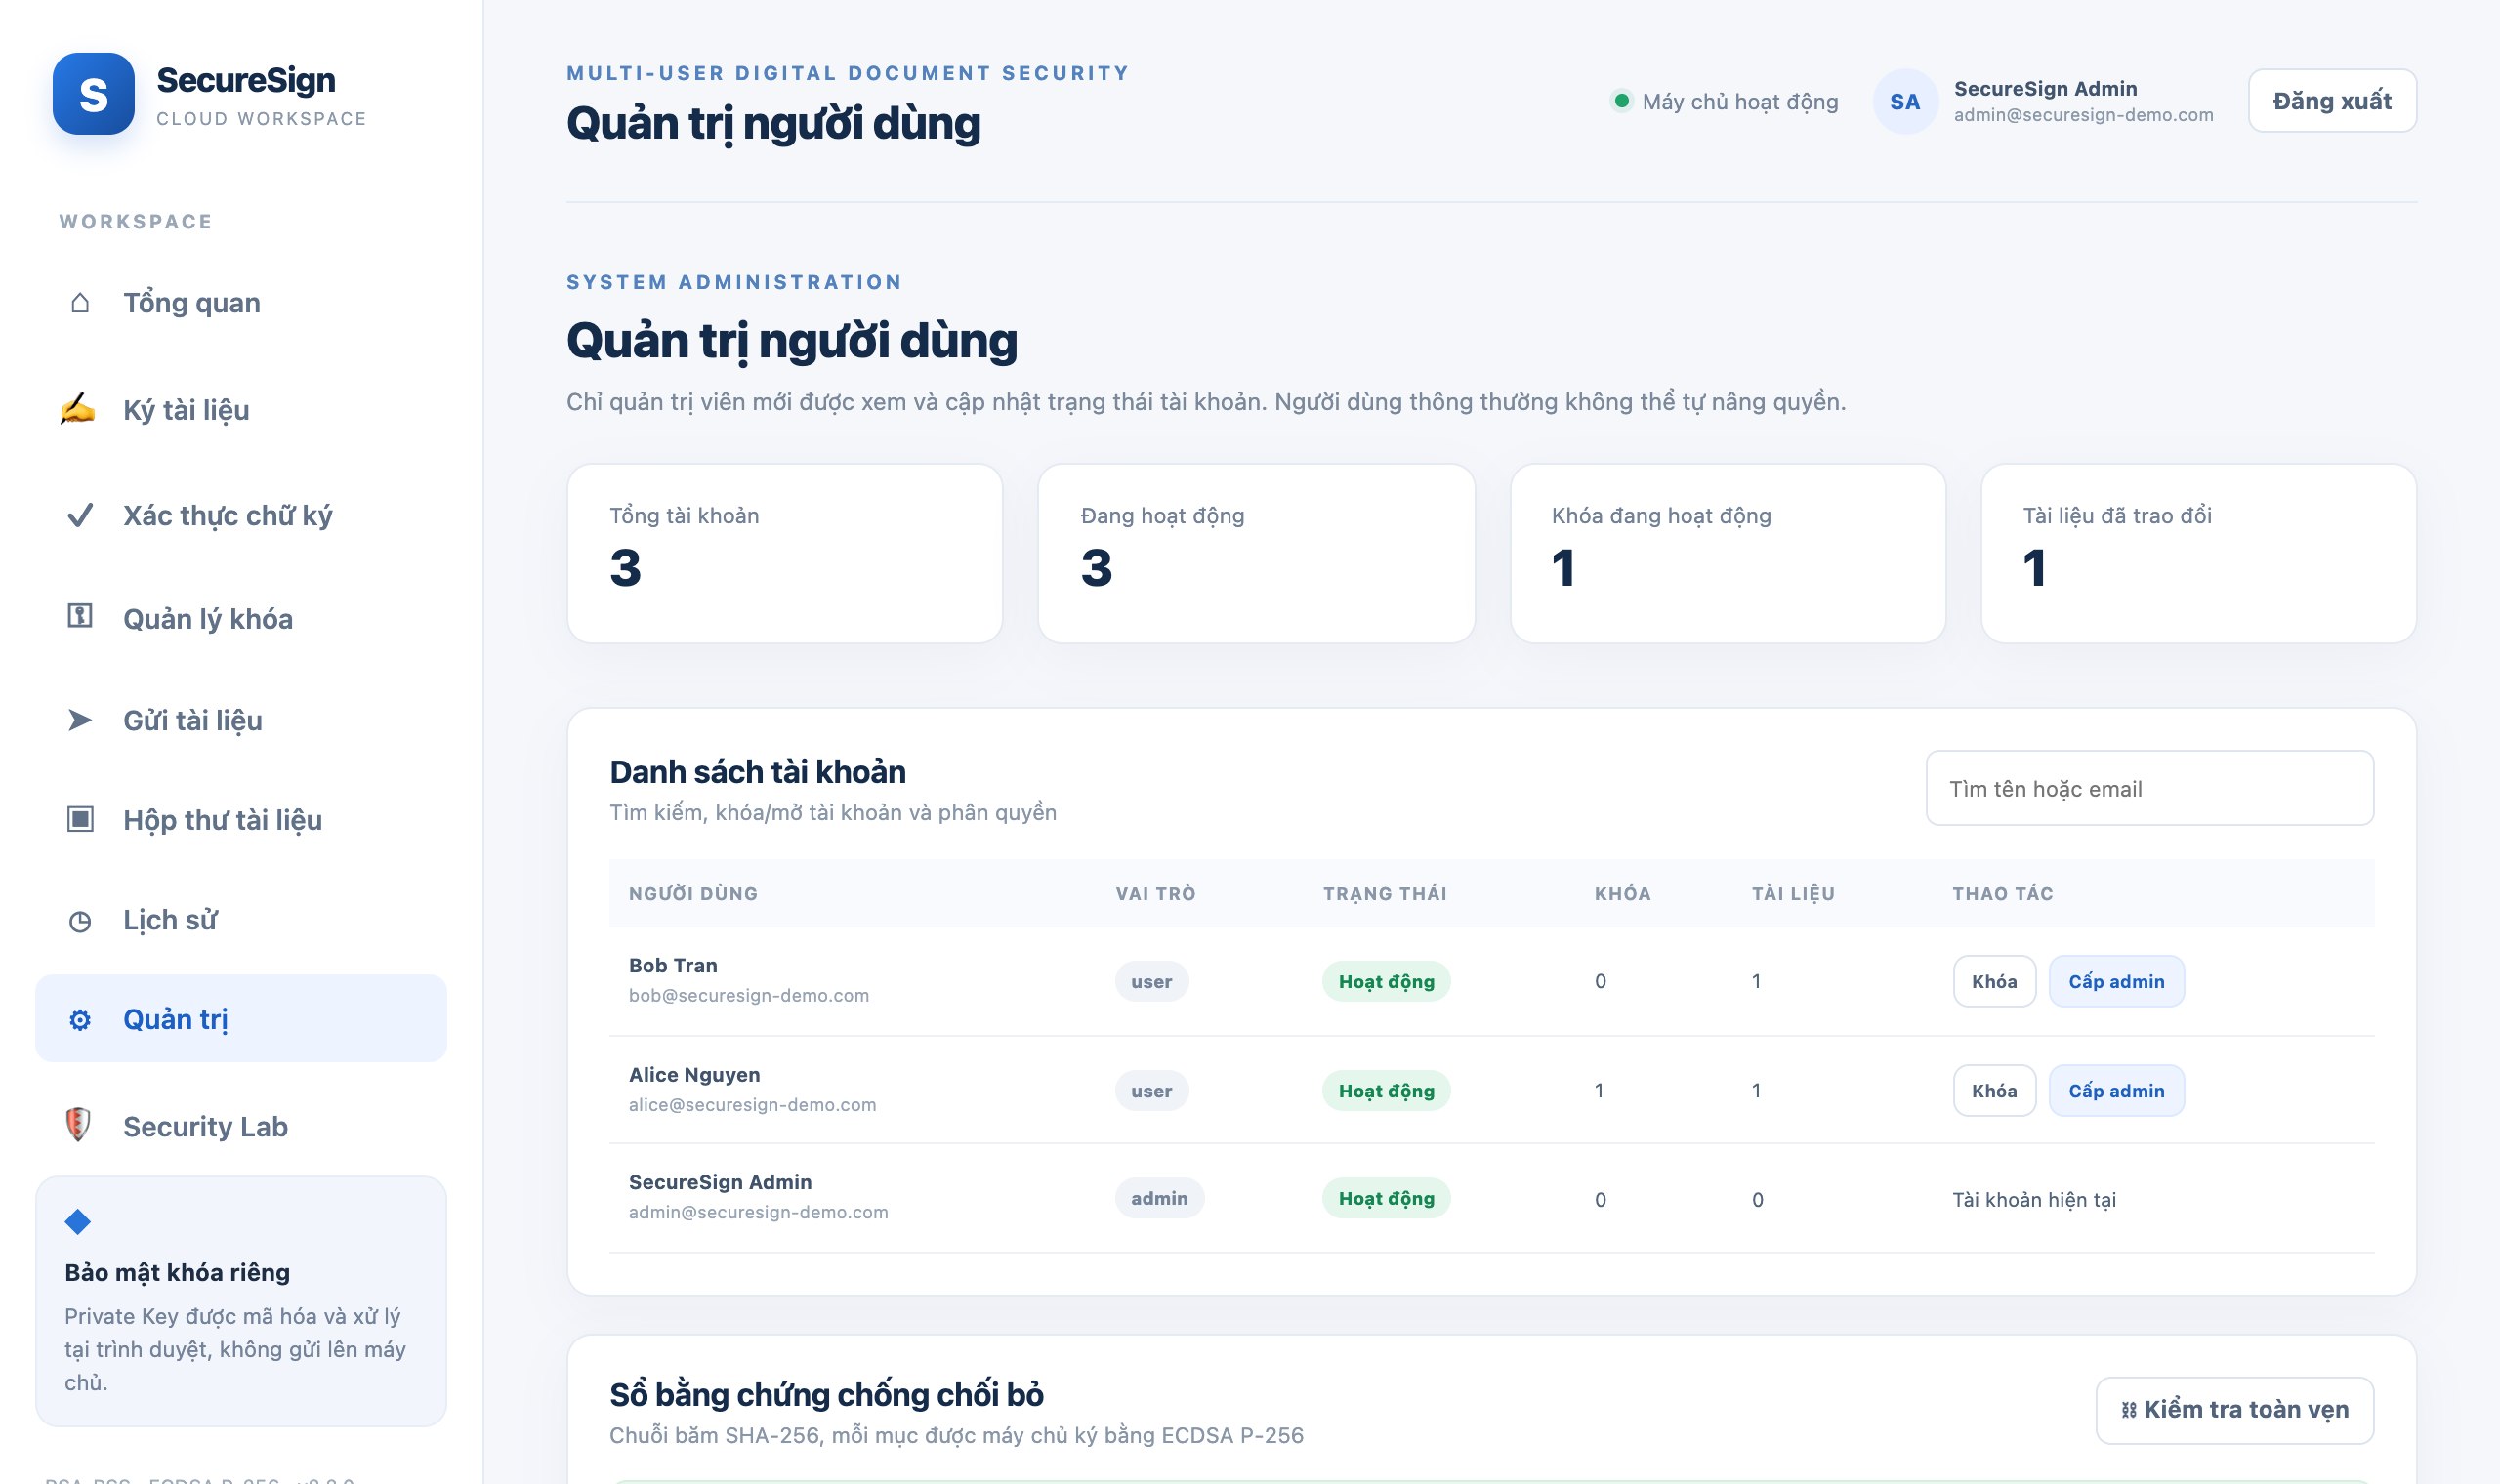 S
SecureSign
CLOUD WORKSPACE
WORKSPACE
Tổng quan
Ký tài liệu
Xác thực chữ ký
Quản lý khóa
Gửi tài liệu
Hộp thư tài liệu
Lịch sử
Quản trị
Security Lab
Bảo mật khóa riêng
Private Key được mã hóa và xử lý
tại trình duyệt, không gửi lên máy
chủ.
MULTI-USER DIGITAL DOCUMENT SECURITY
Quản trị người dùng
Máy chủ hoạt động
SA
SecureSign Admin
admin@securesign-demo.com
Đăng xuất
SYSTEM ADMINISTRATION
Quản trị người dùng
Chỉ quản trị viên mới được xem và cập nhật trạng thái tài khoản. Người dùng thông thường không thể tự nâng quyền.
Tổng tài khoản
3
Đang hoạt động
3
Khóa đang hoạt động
1
Tài liệu đã trao đổi
1
Danh sách tài khoản
Tìm kiếm, khóa/mở tài khoản và phân quyền
Tìm tên hoặc email
NGƯỜI DÙNG VAI TRÒ TRẠNG THÁI KHÓA TÀI LIỆU THAO TÁC
Bob Tran
bob@securesign-demo.com
user Hoạt động 0 1 Khóa Cấp admin
Alice Nguyen
alice@securesign-demo.com
user Hoạt động 1 1 Khóa Cấp admin
SecureSign Admin
admin@securesign-demo.com
admin Hoạt động 0 0 Tài khoản hiện tại
Sổ bằng chứng chống chối bỏ
Chuỗi băm SHA-256, mỗi mục được máy chủ ký bằng ECDSA P-256
Kiểm tra toàn vẹn